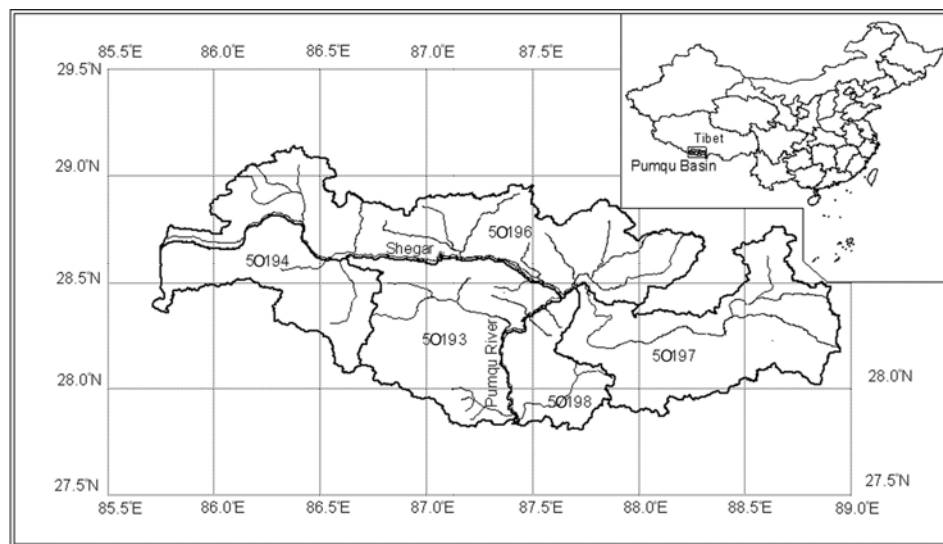 85.5°E 86.0°E 86.5°E 87.0°E 87.5°E
29.5°N
Tibet
Pumqu Basin
29.0°N
5O196
Shegar
5O194
28.5°N 28.5°N
5O193
Pumqu River
5O197
28.0°N 28.0°N
5O198
27.5°N 27.5°N
85.5°E 86.0°E 86.5°E 87.0°E 87.5°E 88.0°E 88.5°E 89.0°E